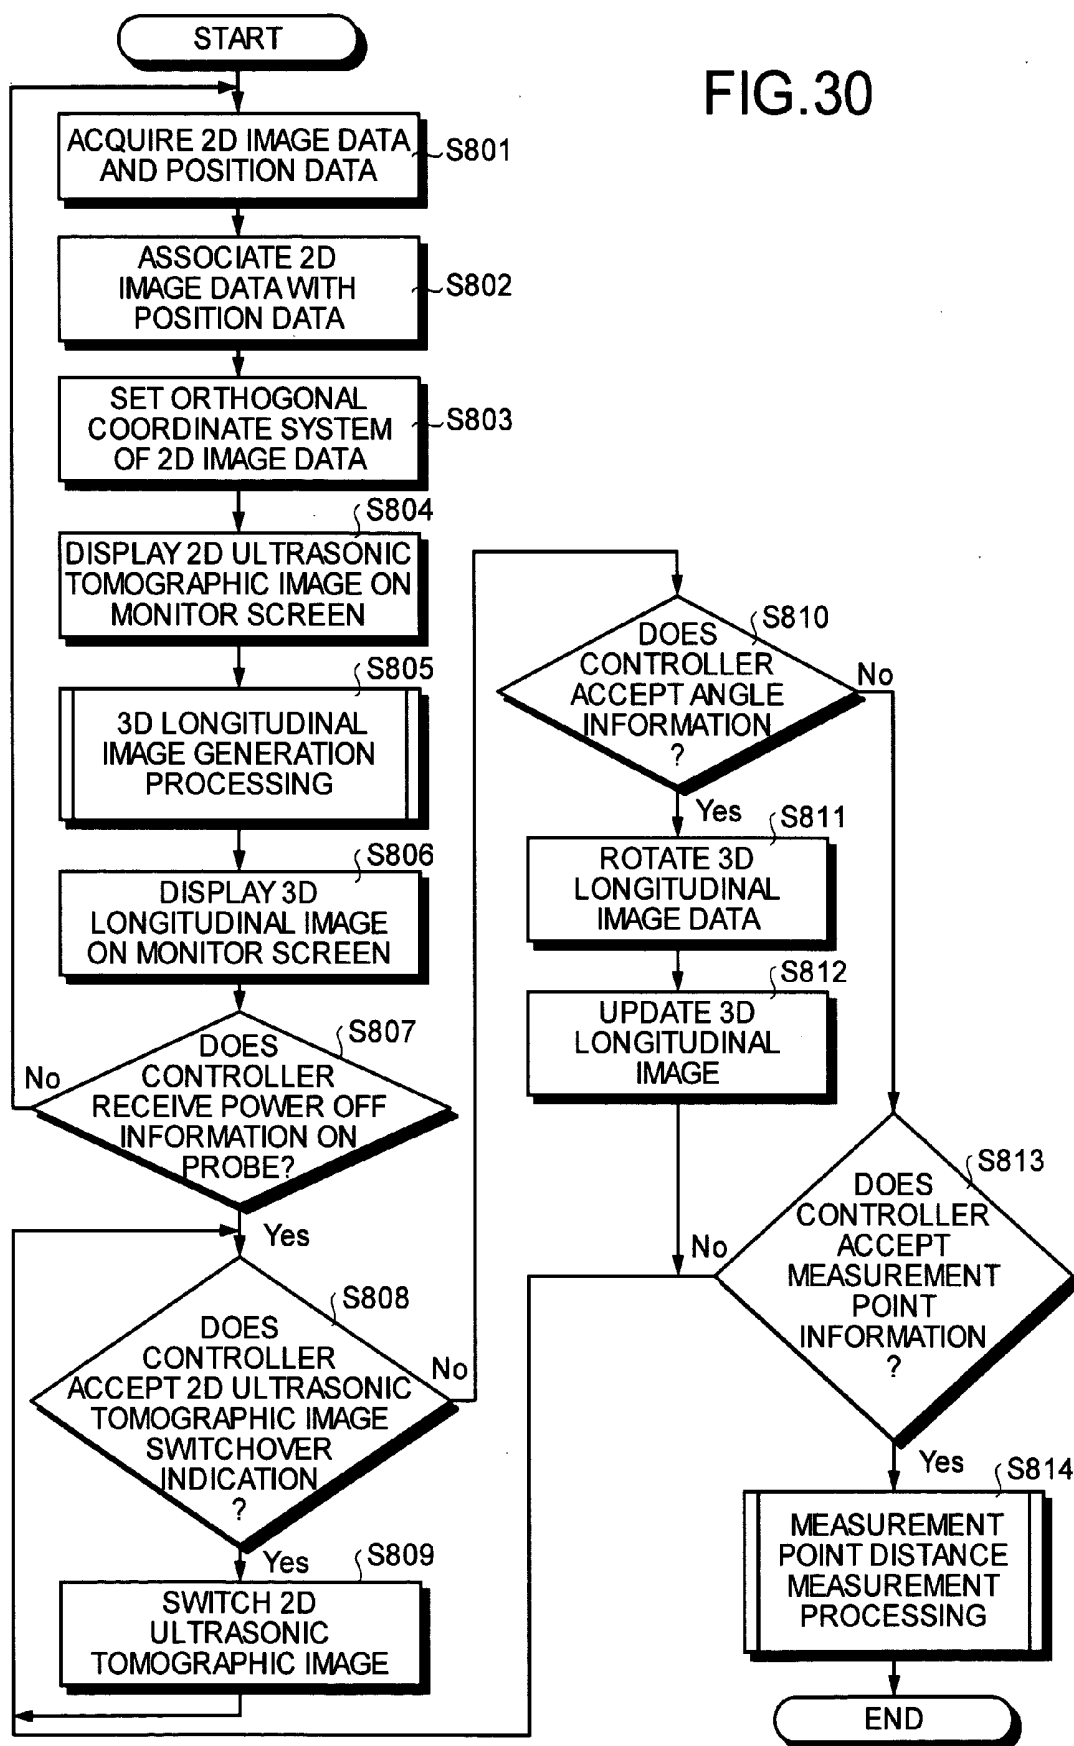 START
FIG.30
ACQUIRE 2D IMAGE DATA
AND POSITION DATA
S801
ASSOCIATE 2D
IMAGE DATA WITH
POSITION DATA
S802
SET ORTHOGONAL
COORDINATE SYSTEM
OF 2D IMAGE DATA
S803
S804
DISPLAY 2D ULTRASONIC
TOMOGRAPHIC IMAGE ON
MONITOR SCREEN
S805
3D LONGITUDINAL
IMAGE GENERATION
PROCESSING
S806
DISPLAY 3D
LONGITUDINAL IMAGE
ON MONITOR SCREEN
S807
DOES
CONTROLLER
RECEIVE POWER OFF
INFORMATION ON
PROBE?
No
Yes
S808
DOES
CONTROLLER
ACCEPT 2D ULTRASONIC
TOMOGRAPHIC IMAGE
SWITCHOVER
INDICATION
?
No
Yes
S809
SWITCH 2D
ULTRASONIC
TOMOGRAPHIC IMAGE
S810
DOES
CONTROLLER
ACCEPT ANGLE
INFORMATION
?
No
Yes
S811
ROTATE 3D
LONGITUDINAL
IMAGE DATA
S812
UPDATE 3D
LONGITUDINAL
IMAGE
S813
DOES
CONTROLLER
ACCEPT
MEASUREMENT
POINT
INFORMATION
?
No
Yes
S814
MEASUREMENT
POINT DISTANCE
MEASUREMENT
PROCESSING
END